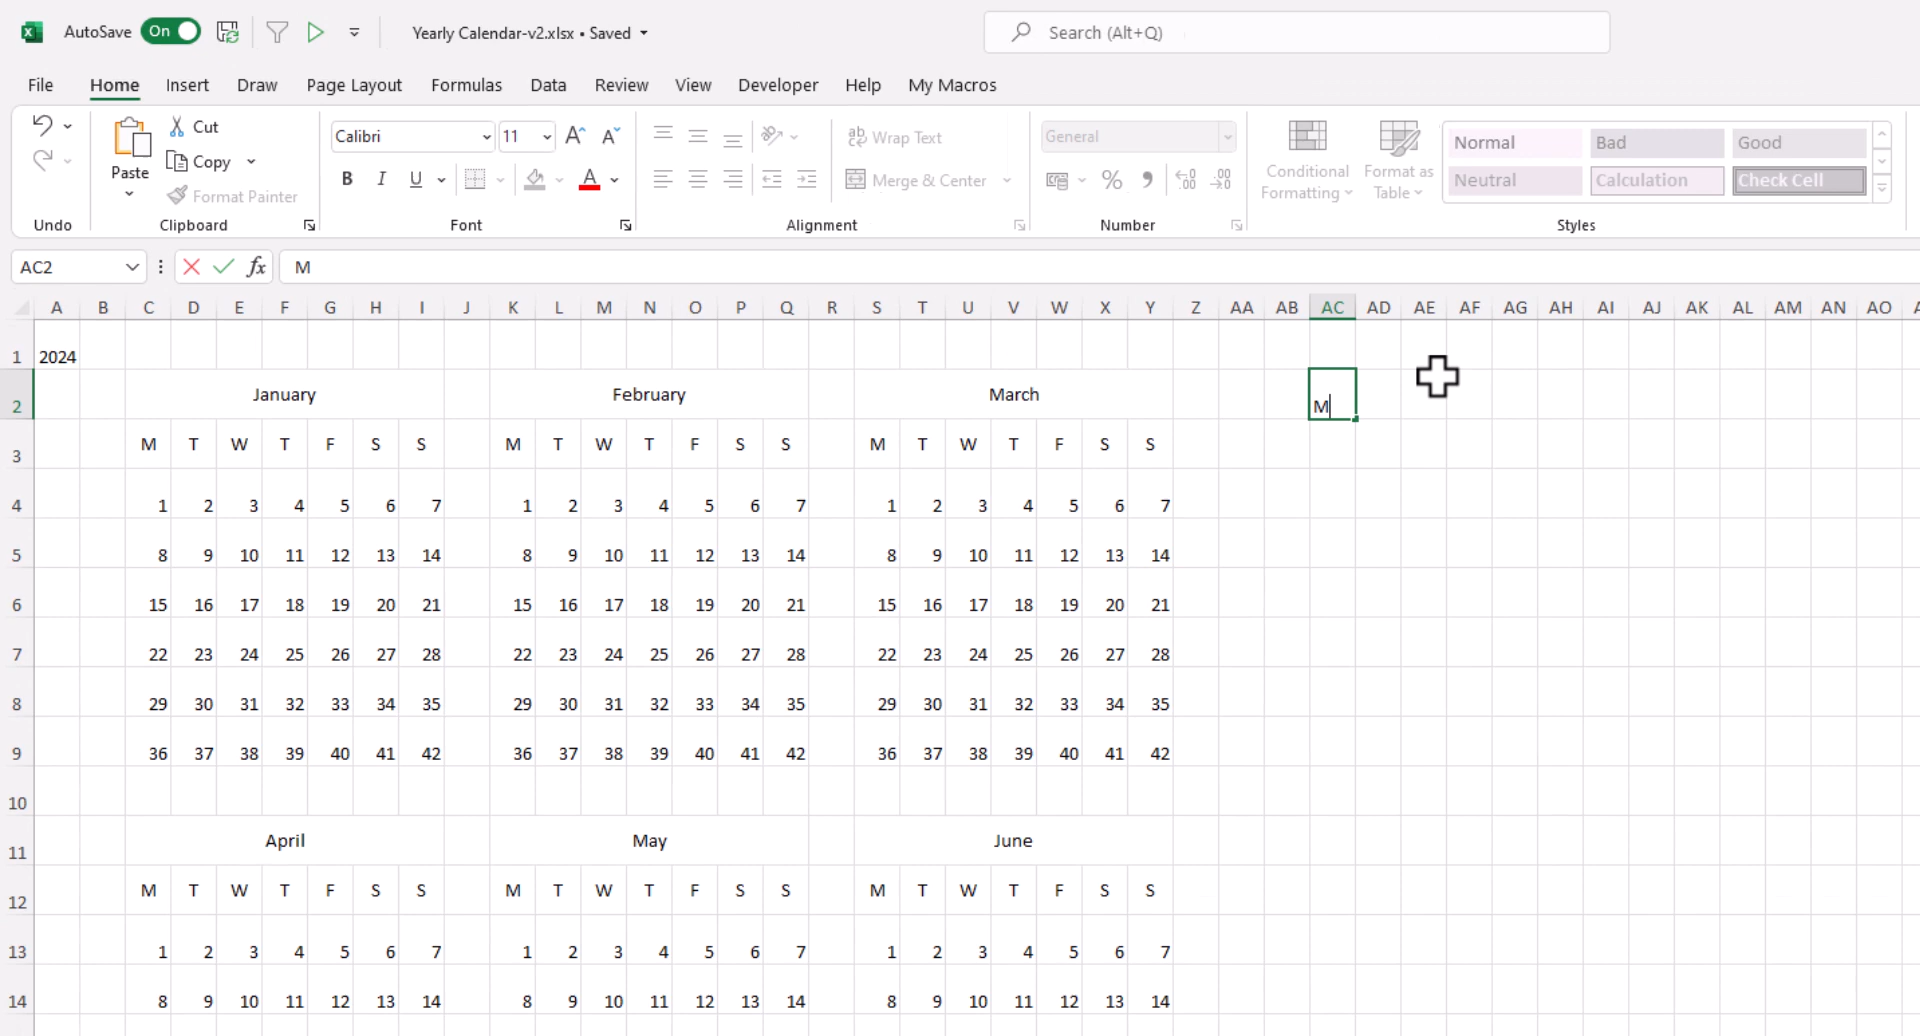 AutoSave On Yearly Calendar-v2.xlsx • Saved Search (Alt+Q)
File Home Insert Draw Page Layout Formulas Data Review View Developer Help My Macros
Cut Calibri 11 A A ab Wrap Text General Normal Bad Good
Paste Copy B I U A Merge & Center % Conditional Formatting Format as Table Neutral Calculation Check Cell
Format Painter
Undo Clipboard Font Alignment Number Styles
AC2 fx M
A B C D E F G H I J K L M N O P Q R S T U V W X Y Z AA AB AC AD AE AF AG AH AI AJ AK AL AM AN AO
1 2024
2 January February March M
3 M T W T F S S M T W T F S S M T W T F S S
4 1 2 3 4 5 6 7 1 2 3 4 5 6 7 1 2 3 4 5 6 7
5 8 9 10 11 12 13 14 8 9 10 11 12 13 14 8 9 10 11 12 13 14
6 15 16 17 18 19 20 21 15 16 17 18 19 20 21 15 16 17 18 19 20 21
7 22 23 24 25 26 27 28 22 23 24 25 26 27 28 22 23 24 25 26 27 28
8 29 30 31 32 33 34 35 29 30 31 32 33 34 35 29 30 31 32 33 34 35
9 36 37 38 39 40 41 42 36 37 38 39 40 41 42 36 37 38 39 40 41 42
10
11 April May June
12 M T W T F S S M T W T F S S M T W T F S S
13 1 2 3 4 5 6 7 1 2 3 4 5 6 7 1 2 3 4 5 6 7
14 8 9 10 11 12 13 14 8 9 10 11 12 13 14 8 9 10 11 12 13 14